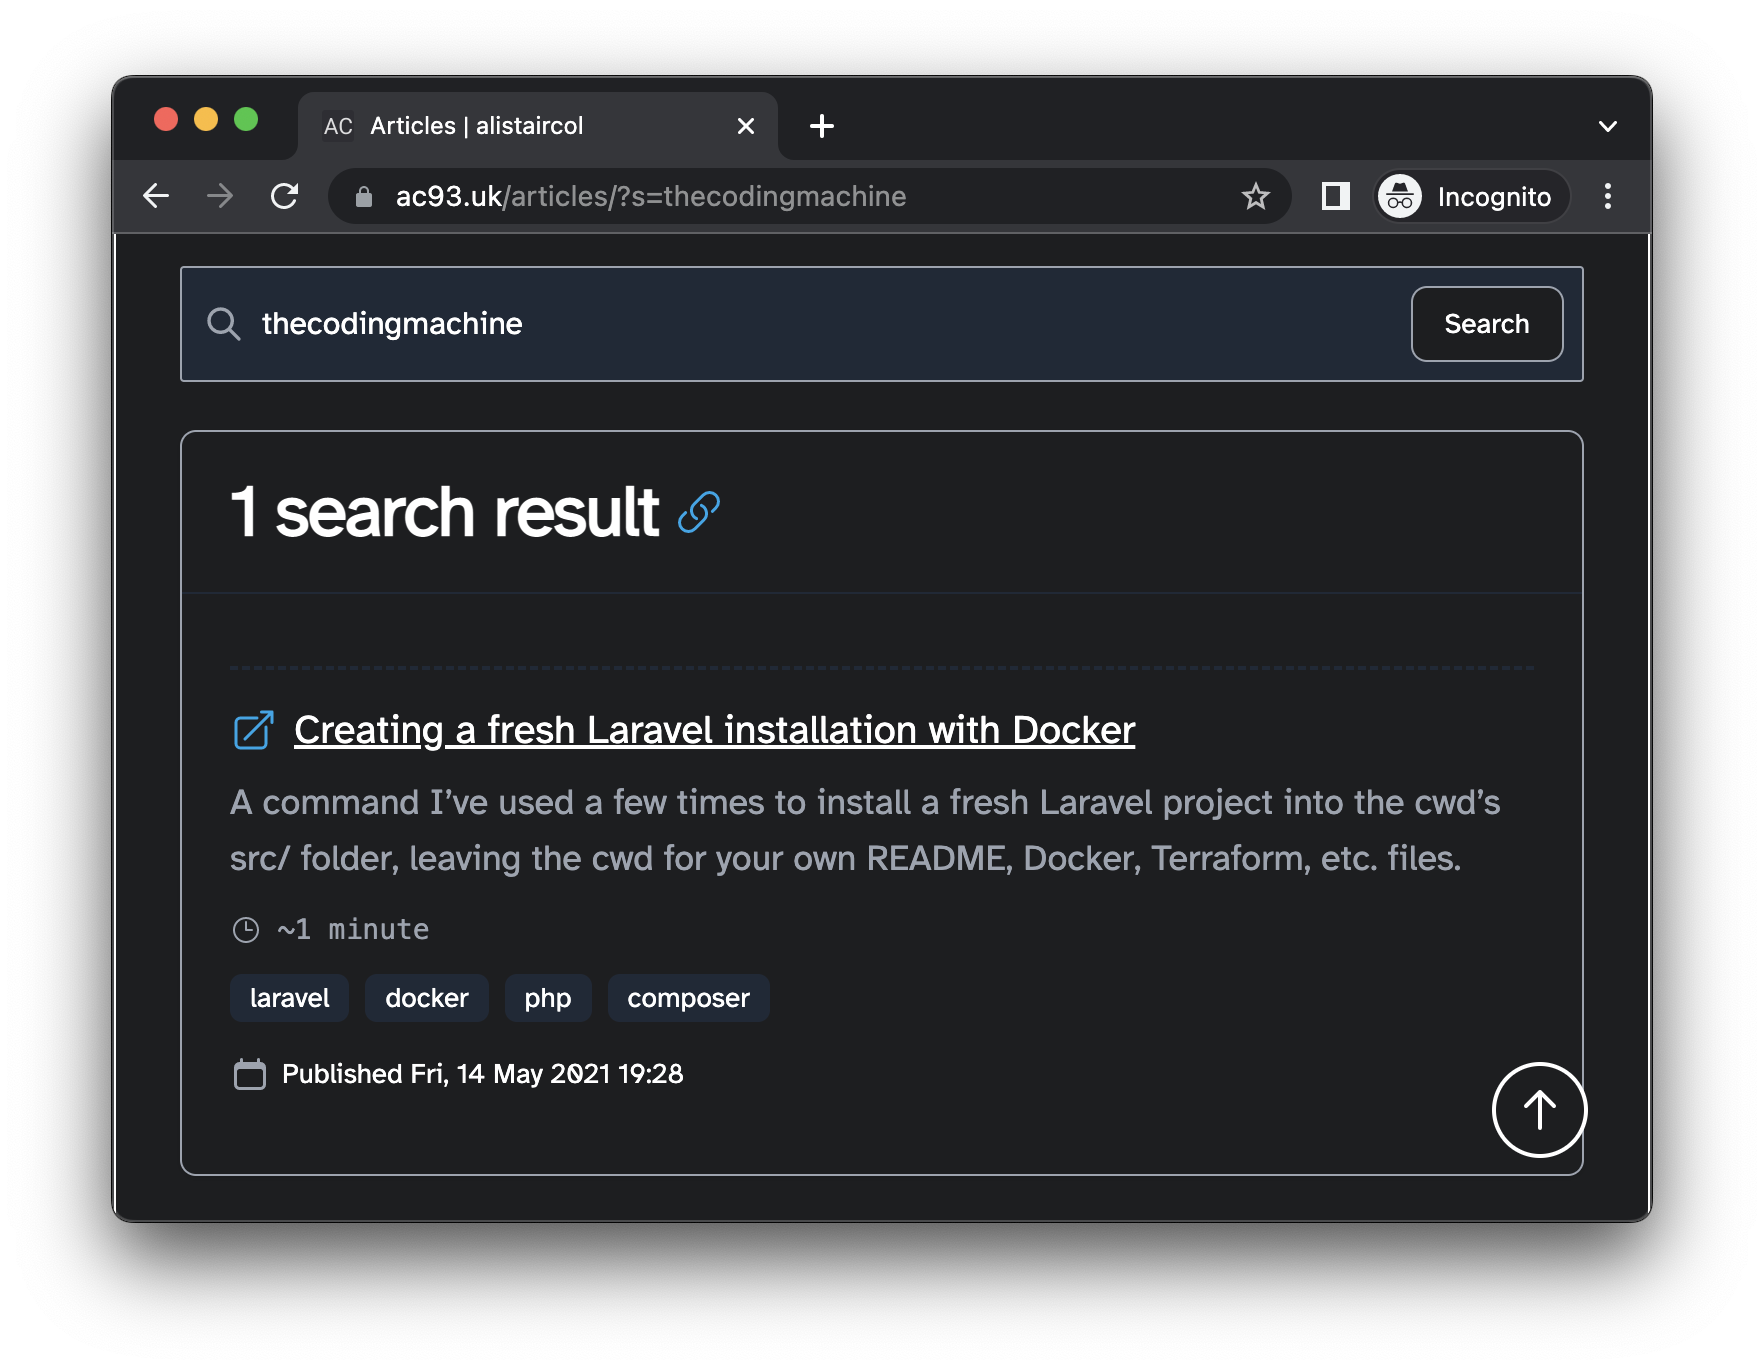 AC Articles | alistaircol
ac93.uk/articles/?s=thecodingmachine Incognito
thecodingmachine Search
1 search result
Creating a fresh Laravel installation with Docker
A command I’ve used a few times to install a fresh Laravel project into the cwd’s
src/ folder, leaving the cwd for your own README, Docker, Terraform, etc. files.
~1 minute
laravel docker php composer
Published Fri, 14 May 2021 19:28